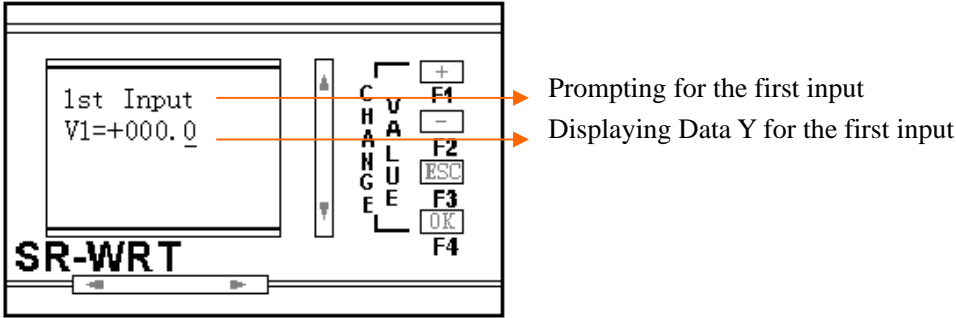 1st Input
V1=+000.0
CHANGE
VALUE
+
F1
-
F2
ESC
F3
OK
F4
SR-WRT
Prompting for the first input
Displaying Data Y for the first input